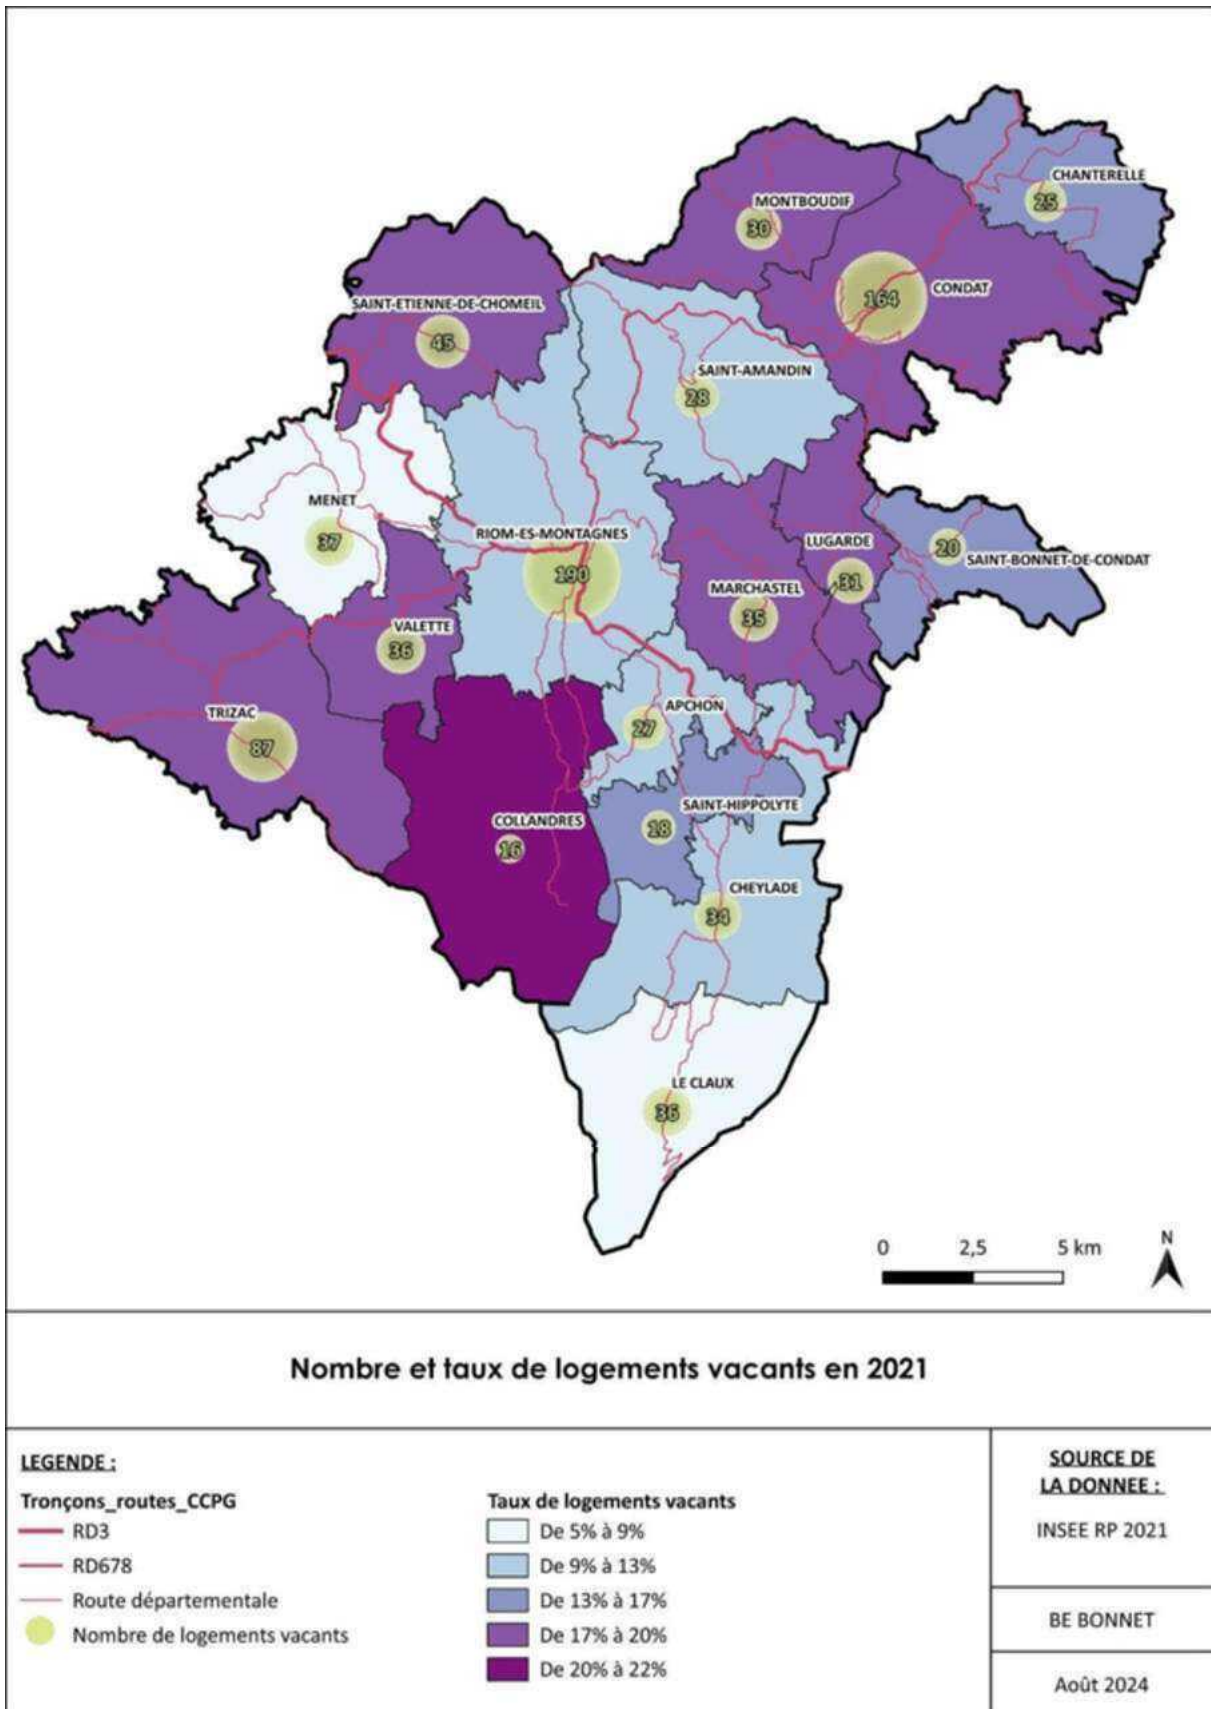 CHANTERELLE
25
MONTBOUDIF
30
CONDAT
164
SAINT-ETIENNE-DE-CHOMEIL
45
SAINT-AMANDIN
28
MENET
37
RIOM-ES-MONTAGNES
190
LUGARDE
31
20
SAINT-BONNET-DE-CONDAT
MARCHASTEL
35
VALETTE
36
TRIZAC
87
APCHON
27
SAINT-HIPPOLYTE
18
COLLANDRES
16
CHEYLADE
34
LE CLAUX
36
0 2,5 5 km
N
Nombre et taux de logements vacants en 2021
LEGENDE :
Tronçons_routes_CCPG
RD3
RD678
Route départementale
Nombre de logements vacants
Taux de logements vacants
De 5% à 9%
De 9% à 13%
De 13% à 17%
De 17% à 20%
De 20% à 22%
SOURCE DE
LA DONNEE :
INSEE RP 2021
BE BONNET
Août 2024